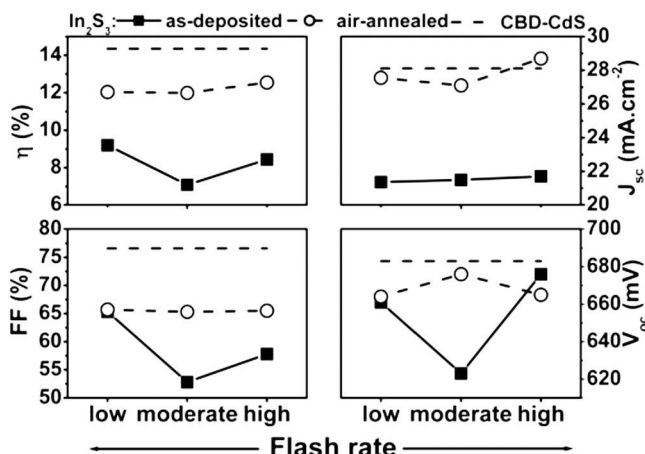 In₂S₃: as-deposited air-annealed CBD-CdS
14
12
10
8
6
η (%)
30
28
26
24
22
20
J_sc (mA.cm⁻²)
80
75
70
65
60
55
50
FF (%)
700
680
660
640
620
V_oc (mV)
low moderate high
low moderate high
Flash rate